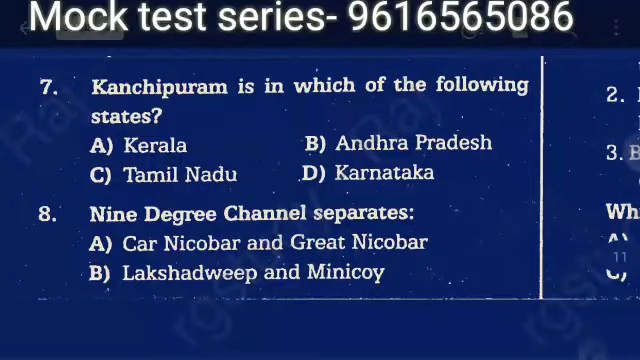 Mock test series- 9616565086
7. Kanchipuram is in which of the following
states?
A) Kerala B) Andhra Pradesh
C) Tamil Nadu D) Karnataka
8. Nine Degree Channel separates:
A) Car Nicobar and Great Nicobar
B) Lakshadweep and Minicoy
2.
3. B
Wh
11